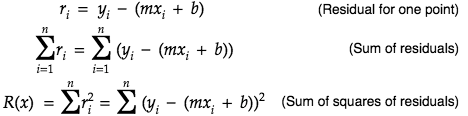 rᵢ = yᵢ − (mxᵢ + b) (Residual for one point)
n∑i=1 rᵢ = n∑i=1 (yᵢ − (mxᵢ + b)) (Sum of residuals)
R(x) = n∑ rᵢ² = n∑ (yᵢ − (mxᵢ + b))² (Sum of squares of residuals)